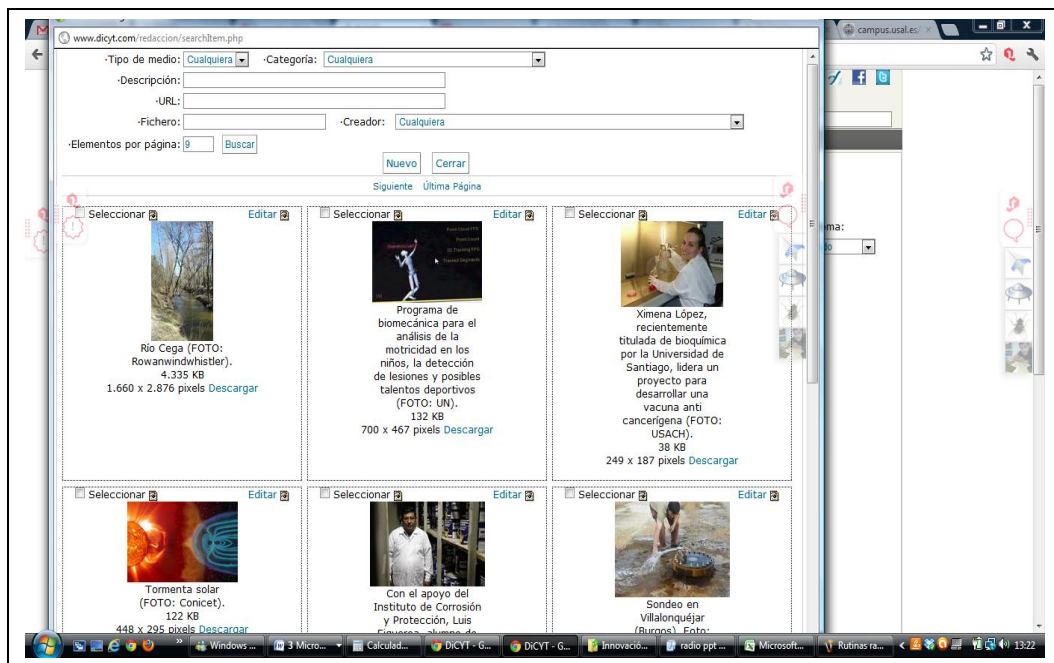 www.dicyt.com/redaccion/searchItem.php
campus.usal.es/
·Tipo de medio: Cualquiera ·Categoría: Cualquiera
·Descripción:
·URL:
·Fichero: ·Creador: Cualquiera
·Elementos por página: 9 Buscar
Nuevo Cerrar
Siguiente Última Página
Seleccionar Editar
Río Cega (FOTO:
Rowanwindwhistler).
4.335 KB
1.660 x 2.876 pixels Descargar
Seleccionar Editar
Programa de
biomecánica para el
análisis de la
motricidad en los
niños, la detección
de lesiones y posibles
talentos deportivos
(FOTO: UN).
132 KB
700 x 467 pixels Descargar
Seleccionar Editar
Ximena López,
recientemente
titulada de bioquímica
por la Universidad de
Santiago, lidera un
proyecto para
desarrollar una
vacuna anti
cancerígena (FOTO:
USACH).
38 KB
249 x 187 pixels Descargar
oma:
do
Seleccionar Editar
Tormenta solar
(FOTO: Conicet).
122 KB
448 x 295 pixels Descargar
Seleccionar Editar
Con el apoyo del
Instituto de Corrosión
y Protección, Luis
Figueroa, alumno de
Seleccionar Editar
Sondeo en
Villalonquéjar
(Burgos). Foto:
Windows ... 3 Micro... Calculad... DiCYT - G... DiCYT - G... Innovació... radio ppt ... Microsoft... Rutinas ra... 13:22